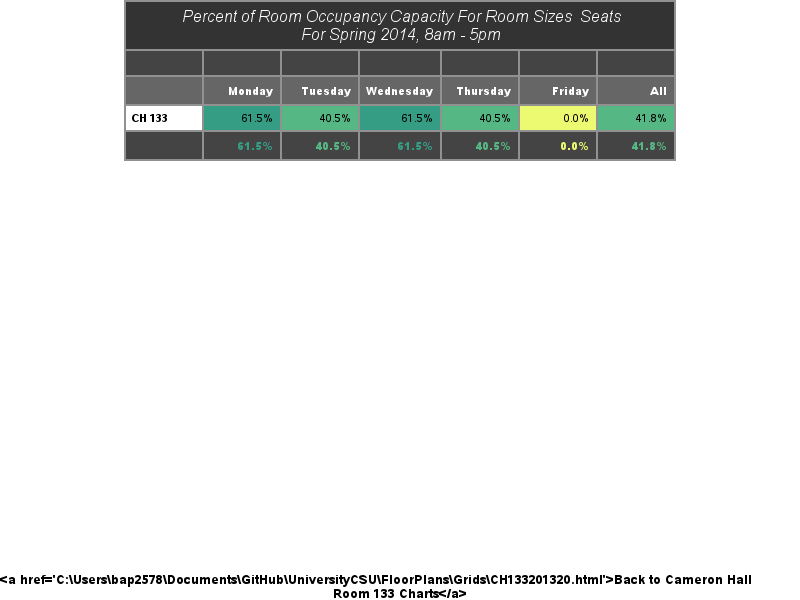 Percent of Room Occupancy Capacity For Room Sizes  Seats
For Spring 2014, 8am - 5pm
Monday Tuesday Wednesday Thursday Friday All
CH 133 61.5% 40.5% 61.5% 40.5% 0.0% 41.8%
61.5% 40.5% 61.5% 40.5% 0.0% 41.8%
<a href='C:\Users\bap2578\Documents\GitHub\UniversityCSU\FloorPlans\Grids\CH133201320.html'>Back to Cameron Hall
Room 133 Charts</a>